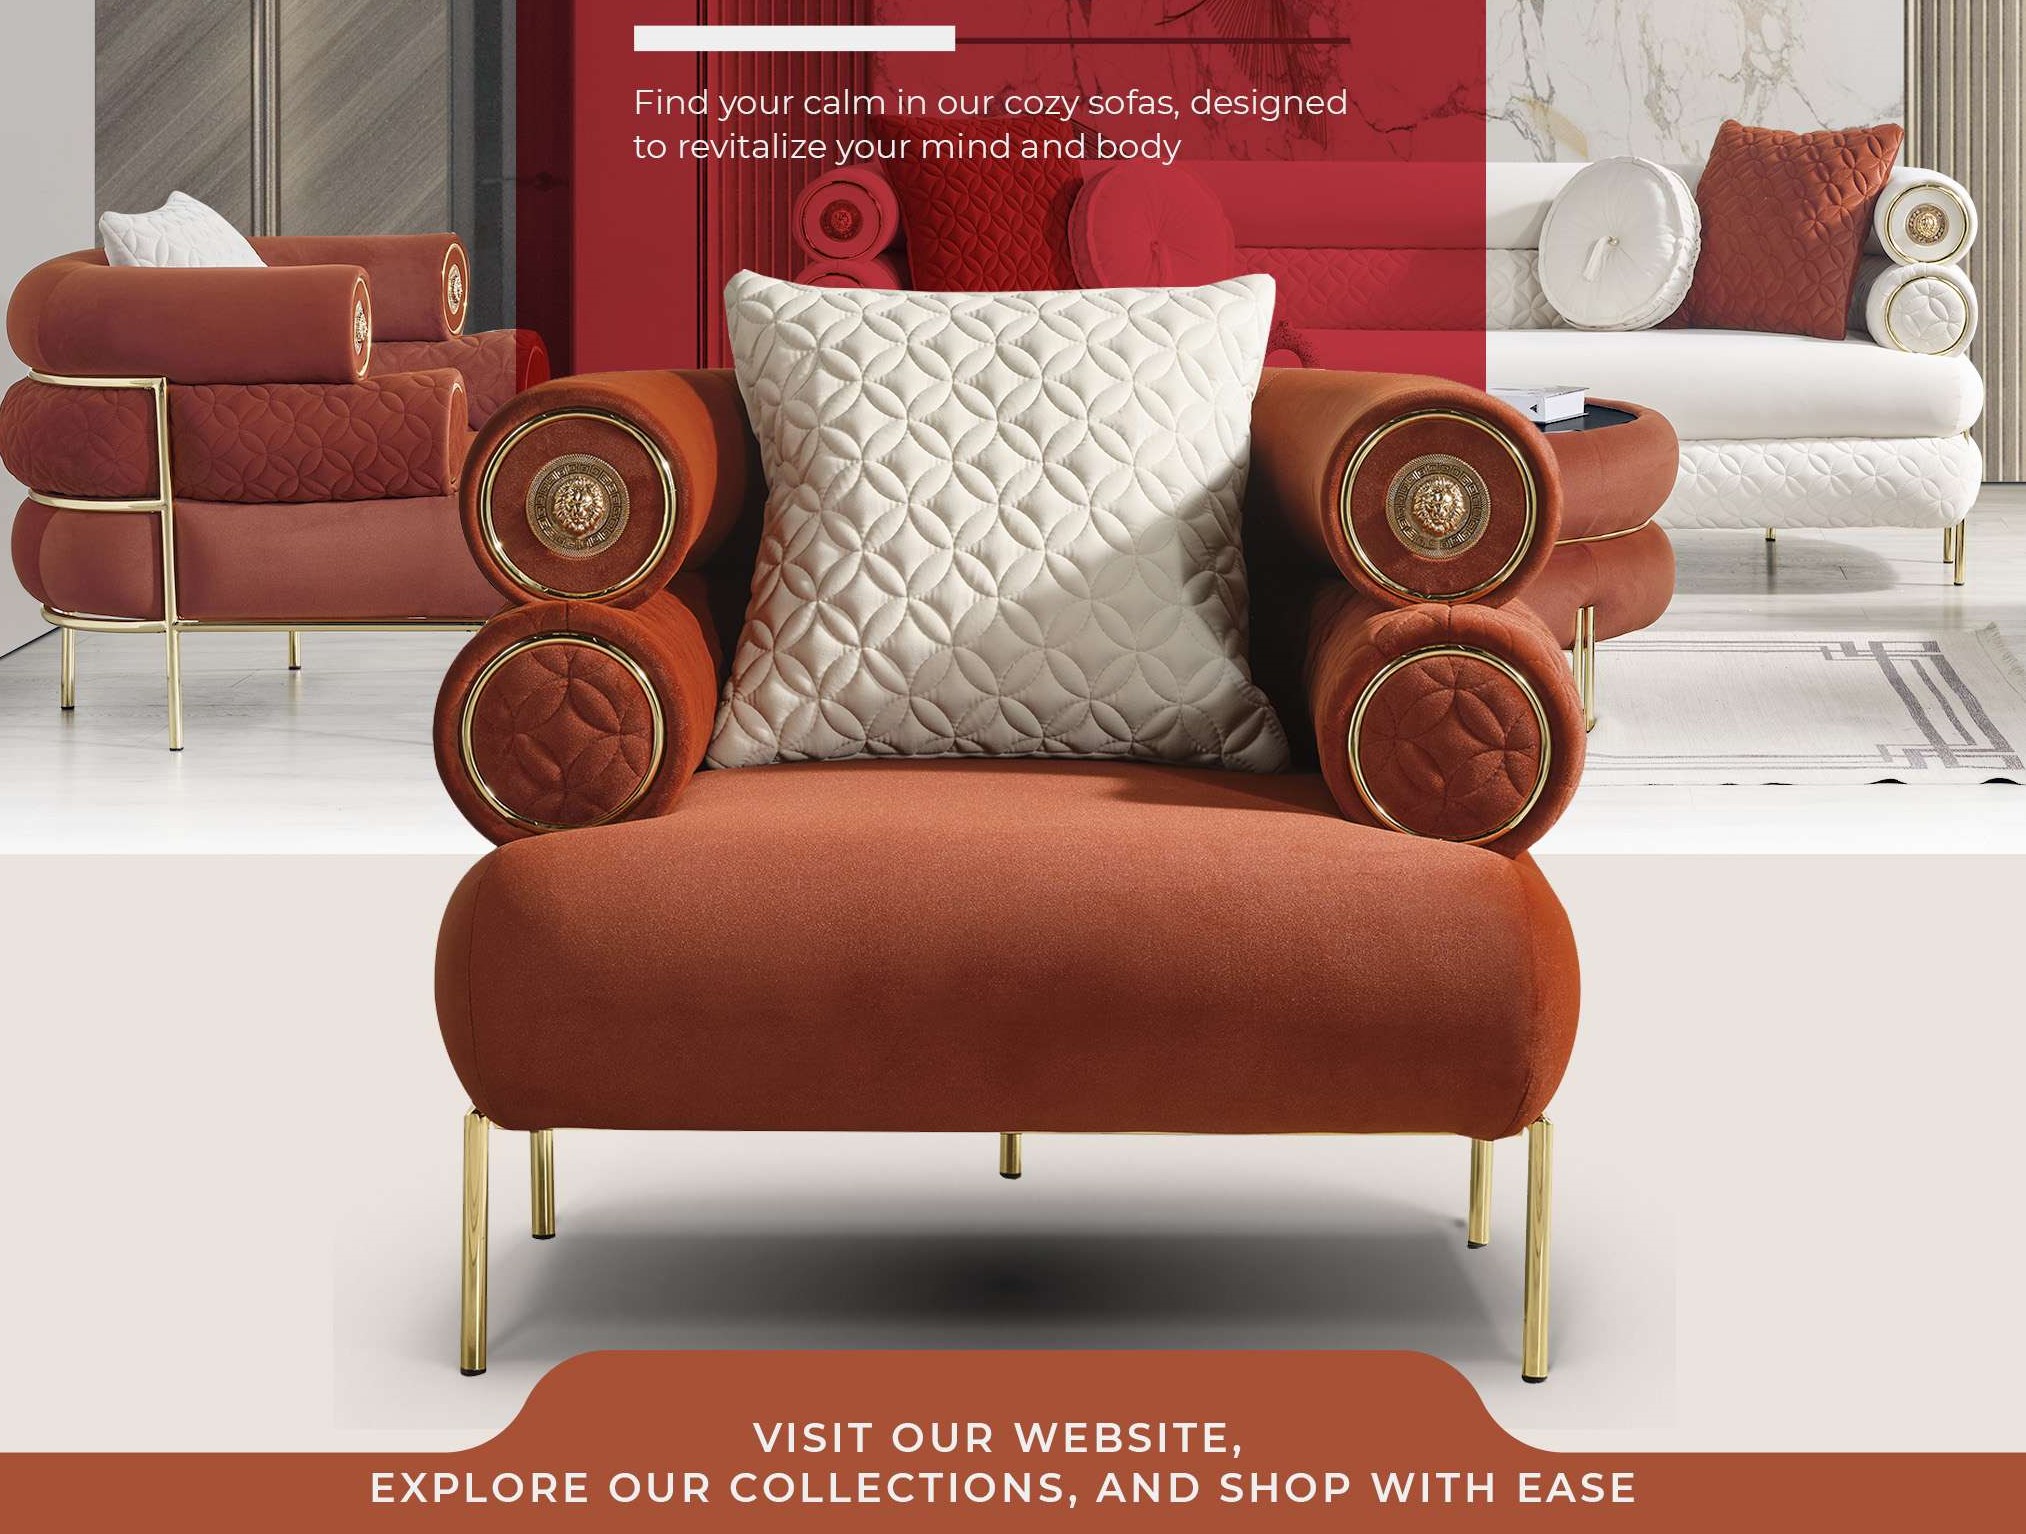 Find your calm in our cozy sofas, designed
to revitalize your mind and body
VISIT OUR WEBSITE,
EXPLORE OUR COLLECTIONS, AND SHOP WITH EASE